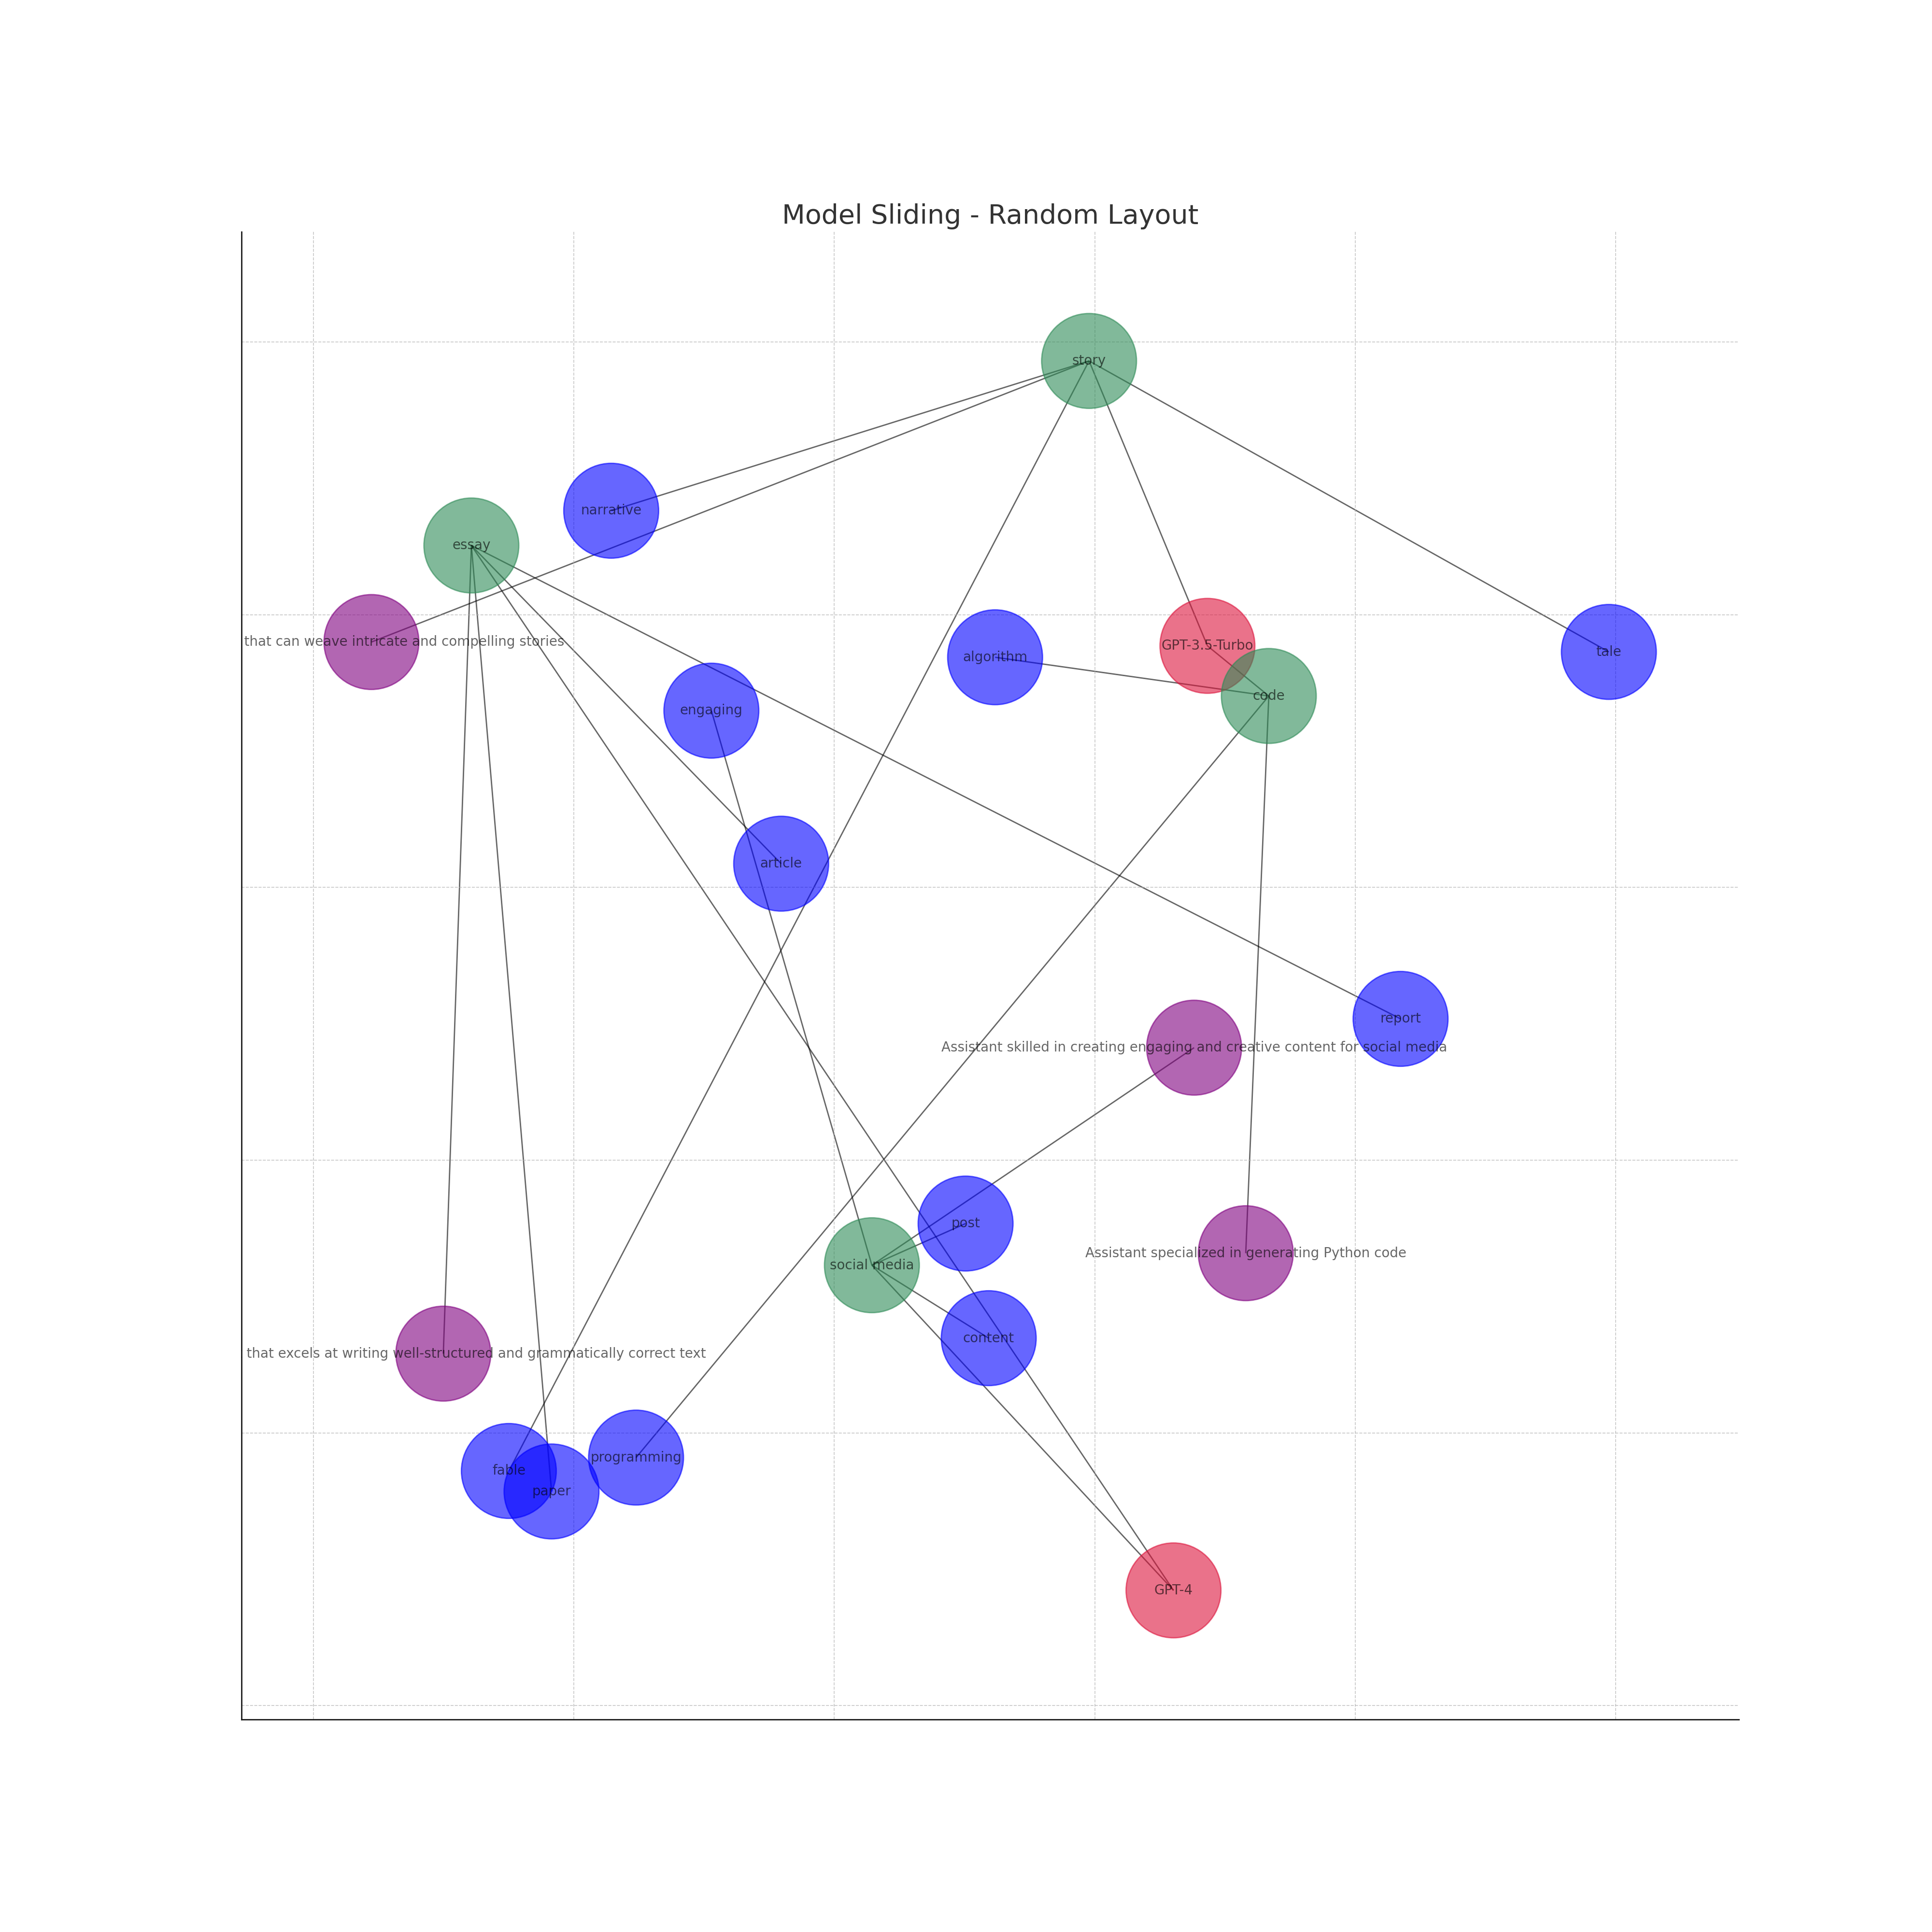 Model Sliding - Random Layout
story
narrative
essay
that can weave intricate and compelling stories
GPT-3.5-Turbo
tale
algorithm
code
engaging
article
report
Assistant skilled in creating engaging and creative content for social media
post
Assistant specialized in generating Python code
social media
content
that excels at writing well-structured and grammatically correct text
programming
fable
paper
GPT-4